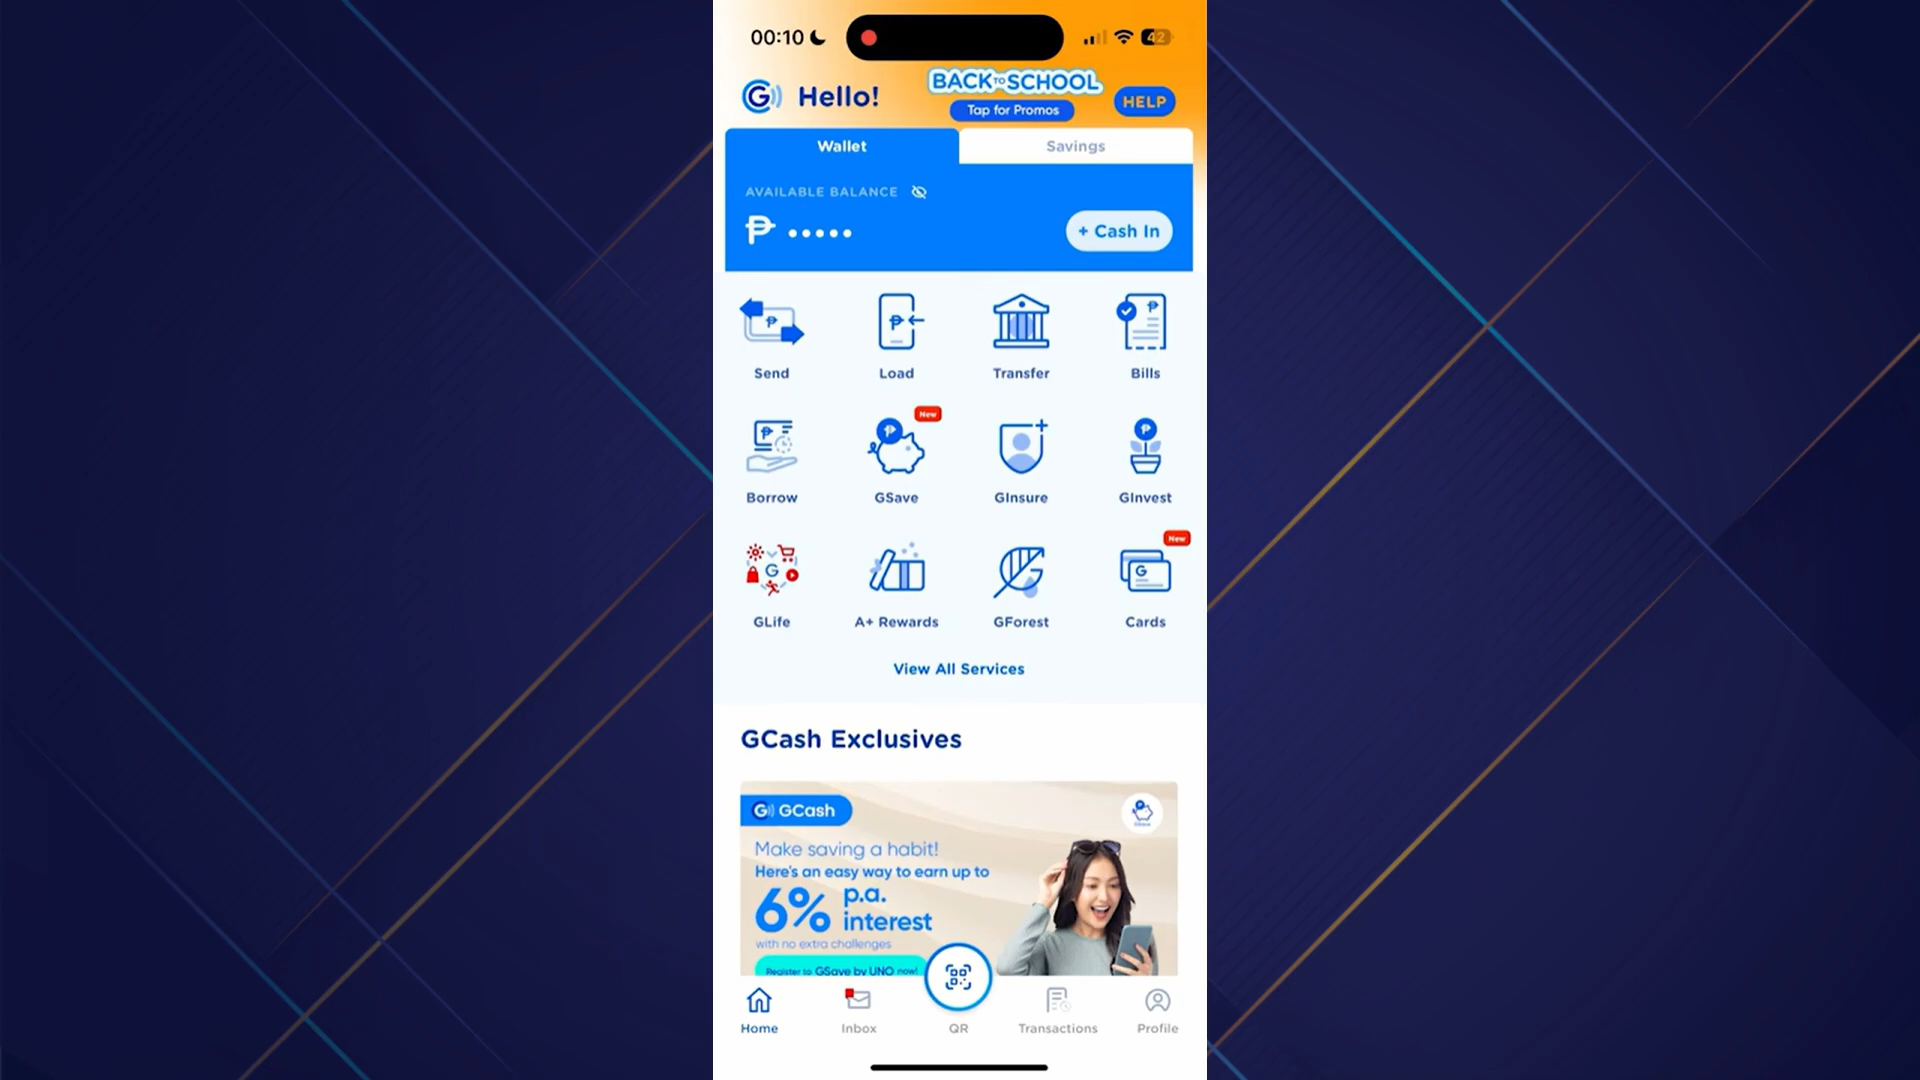 00:10
42
BACK TO SCHOOL
Tap for Promos
HELP
G Hello!
Wallet
Savings
AVAILABLE BALANCE
₱ •••••
+ Cash In
Send
Load
Transfer
Bills
New
Borrow
GSave
GInsure
GInvest
New
GLife
A+ Rewards
GForest
Cards
View All Services
GCash Exclusives
G GCash
Make saving a habit!
Here's an easy way to earn up to
6% p.a.
interest
with no extra challenges
Register to GSave by UNO now!
Home
Inbox
QR
Transactions
Profile